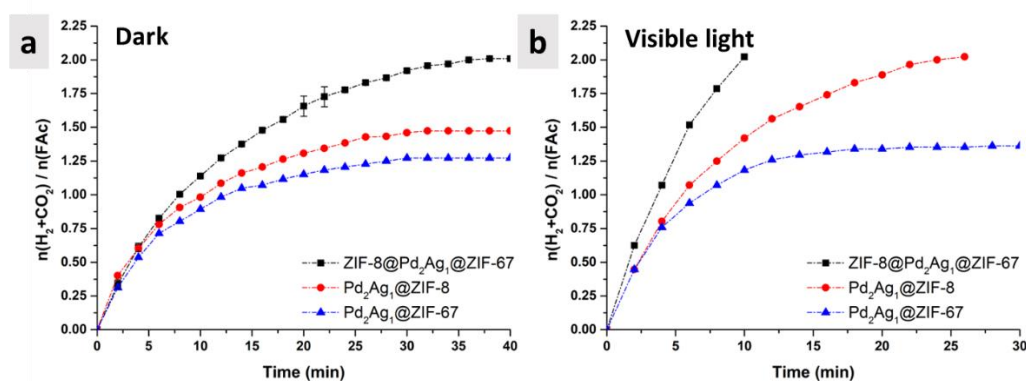 a
Dark
n(H₂+CO₂) / n(FAc)
2.25
2.00
1.75
1.50
1.25
1.00
0.75
0.50
0.25
0.00
ZIF-8@Pd₂Ag₁@ZIF-67
Pd₂Ag₁@ZIF-8
Pd₂Ag₁@ZIF-67
0 5 10 15 20 25 30 35 40
Time (min)
b
Visible light
n(H₂+CO₂) / n(FAc)
2.25
2.00
1.75
1.50
1.25
1.00
0.75
0.50
0.25
0.00
ZIF-8@Pd₂Ag₁@ZIF-67
Pd₂Ag₁@ZIF-8
Pd₂Ag₁@ZIF-67
0 5 10 15 20 25 30
Time (min)